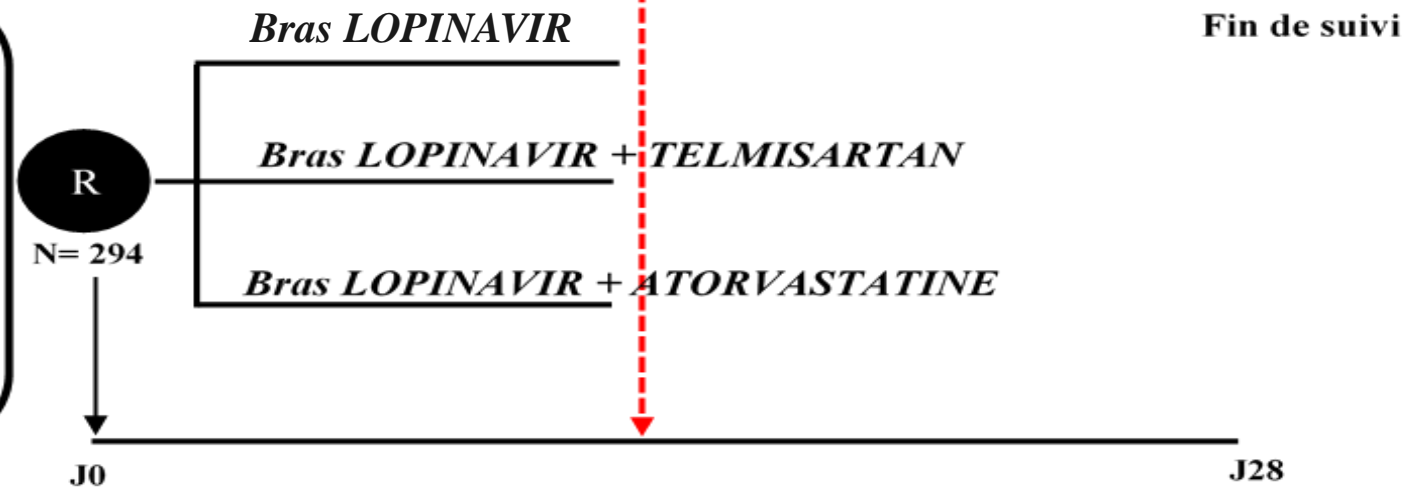 Bras LOPINAVIR
Fin de suivi
Bras LOPINAVIR + TELMISARTAN
R
N= 294
Bras LOPINAVIR + ATORVASTATINE
J0
J28